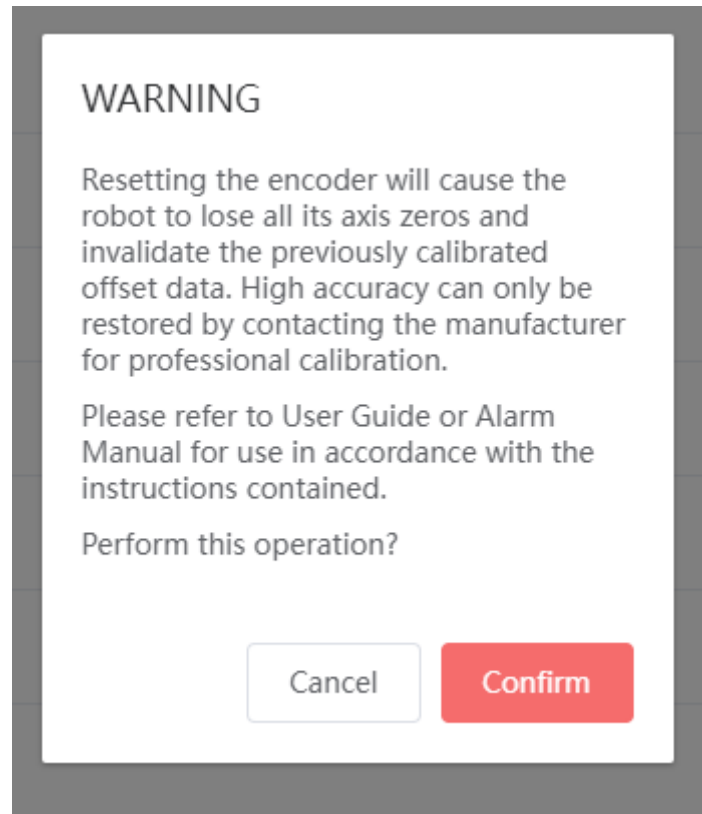 WARNING
Resetting the encoder will cause the
robot to lose all its axis zeros and
invalidate the previously calibrated
offset data. High accuracy can only be
restored by contacting the manufacturer
for professional calibration.
Please refer to User Guide or Alarm
Manual for use in accordance with the
instructions contained.
Perform this operation?
Cancel
Confirm